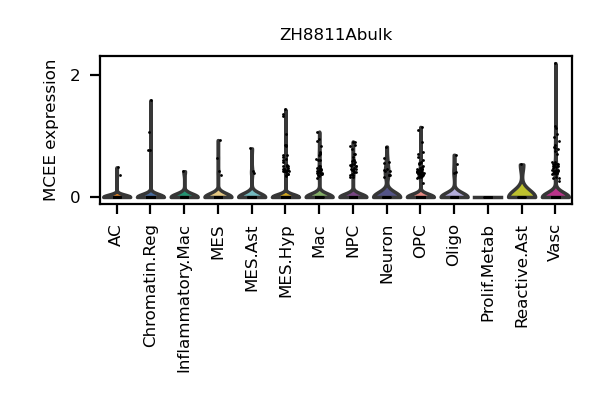 ZH8811Abulk
MCEE expression
2
0
AC
Chromatin.Reg
Inflammatory.Mac
MES
MES.Ast
MES.Hyp
Mac
NPC
Neuron
OPC
Oligo
Prolif.Metab
Reactive.Ast
Vasc